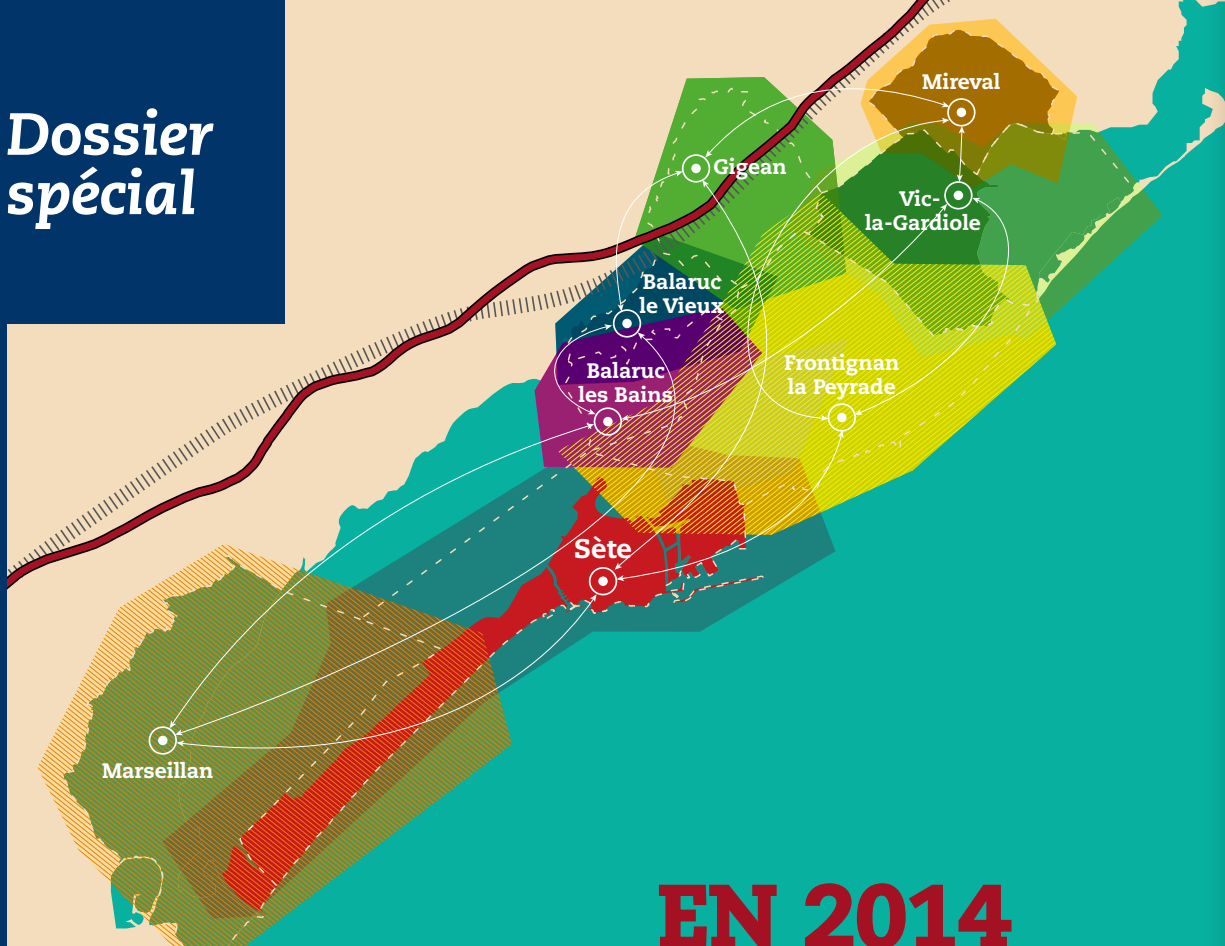 Dossier
spécial
Mireval
Gigean
Vic-
la-Gardiole
Balaruc
le Vieux
Frontignan
la Peyrade
Balaruc
les Bains
Sète
Marseillan
EN 2014